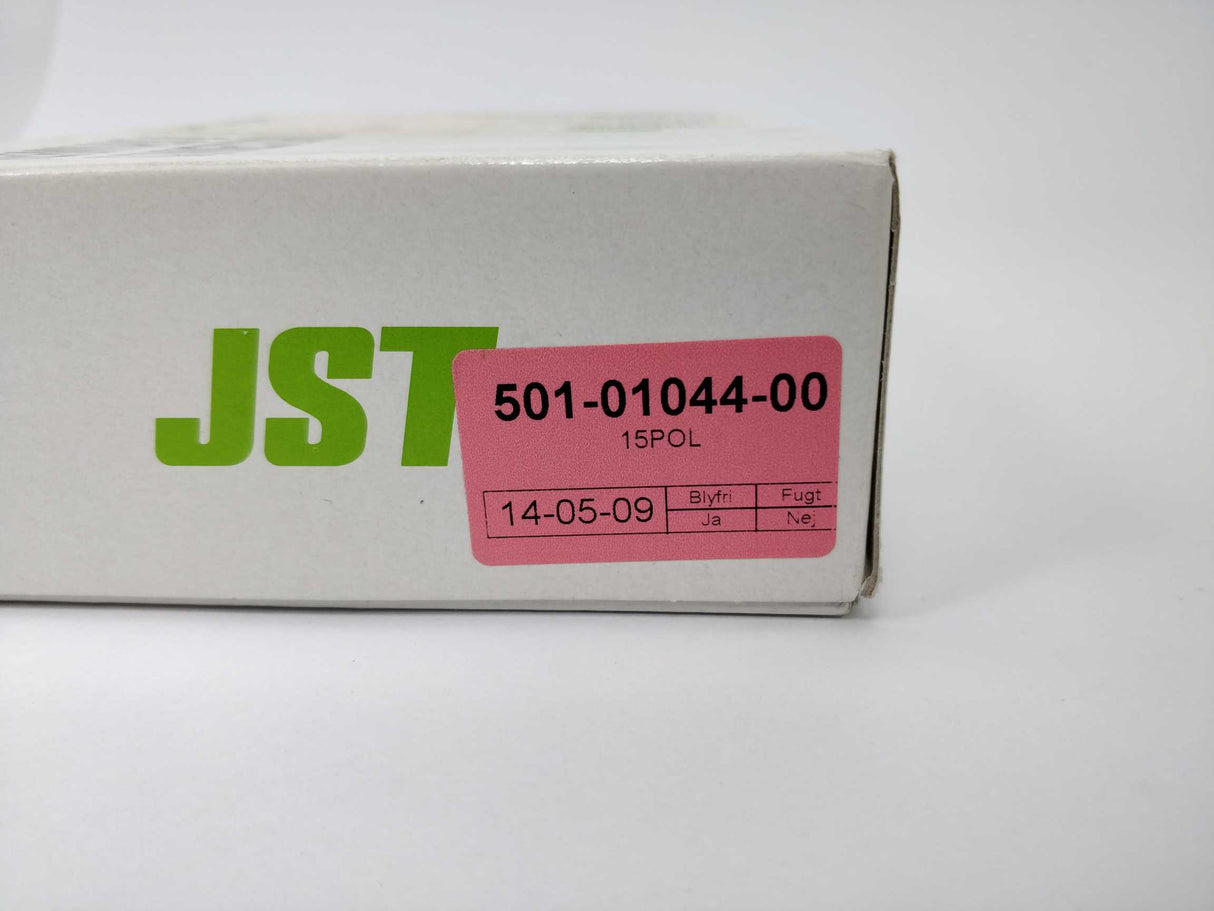 JST
501-01044-00
15POL
14-05-09
Blyfri Fugt
Ja Nej